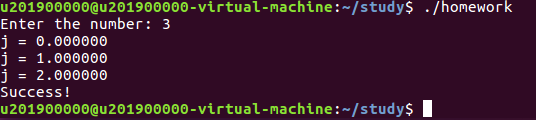 u201900000@u201900000-virtual-machine:~/study$ ./homework
Enter the number: 3
j = 0.000000
j = 1.000000
j = 2.000000
Success!
u201900000@u201900000-virtual-machine:~/study$